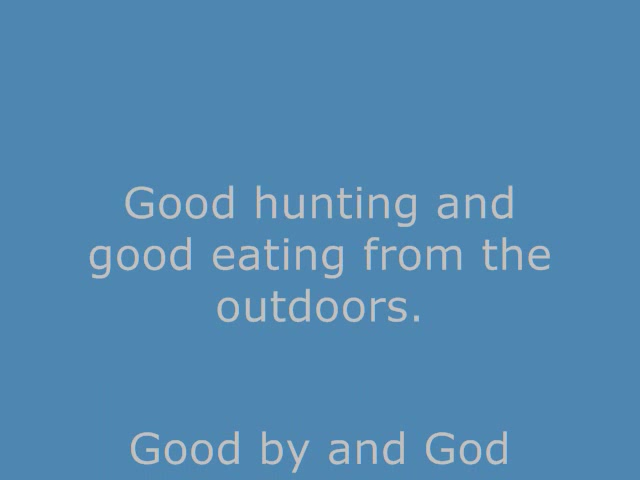 Good hunting and
good eating from the
outdoors.
Good by and God